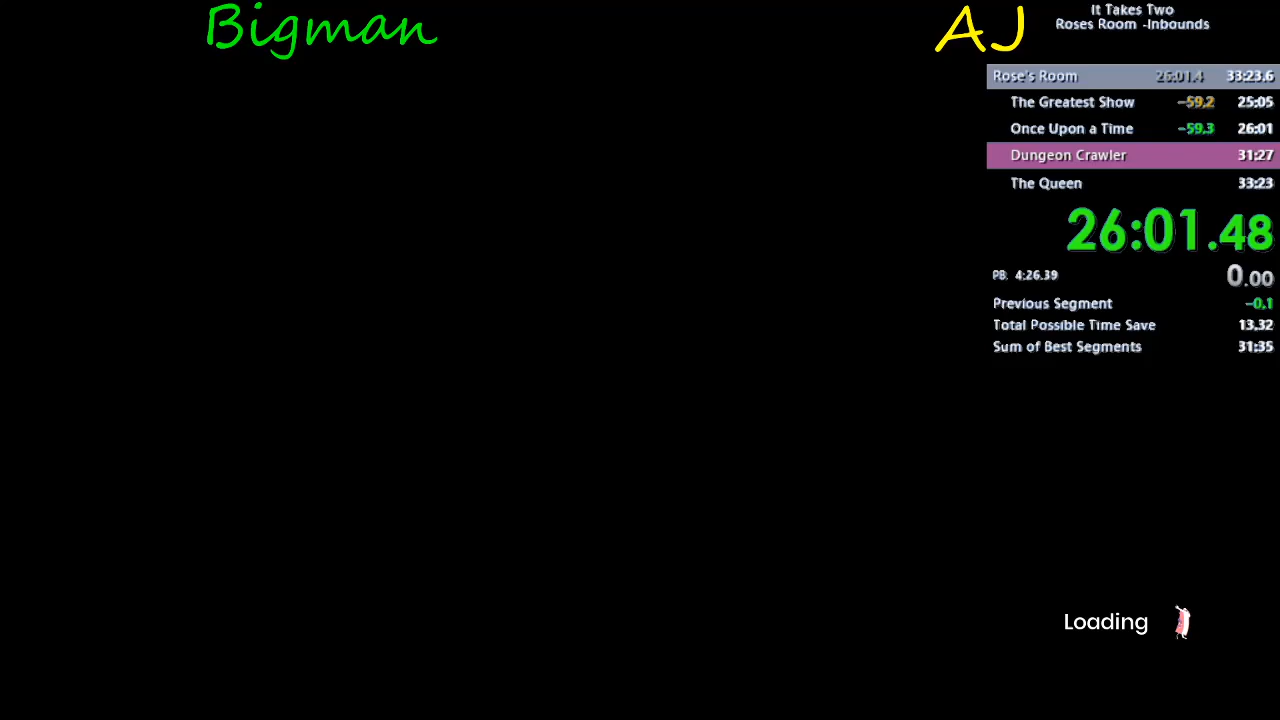 Bigman
AJ
It Takes Two
Roses Room -Inbounds
Rose's Room 26:01.4 33:23.6
The Greatest Show -59.2 25:05
Once Upon a Time -59.3 26:01
Dungeon Crawler 31:27
The Queen 33:23
26:01.48
PB: 4:26.39 0.00
Previous Segment -0.1
Total Possible Time Save 13.32
Sum of Best Segments 31:35
Loading